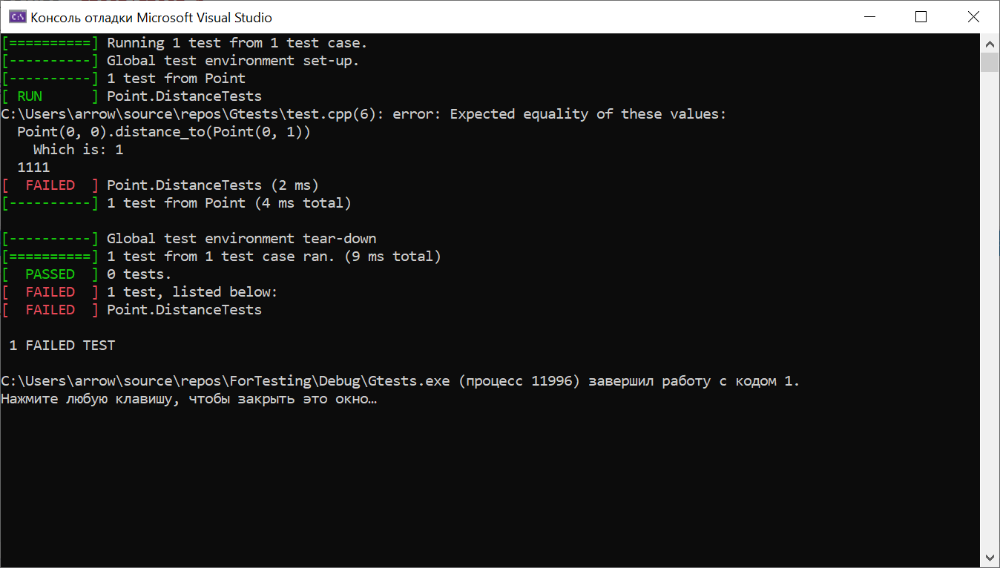 Консоль отладки Microsoft Visual Studio
[==========] Running 1 test from 1 test case.
[----------] Global test environment set-up.
[----------] 1 test from Point
[ RUN      ] Point.DistanceTests
C:\Users\arrow\source\repos\Gtests\test.cpp(6): error: Expected equality of these values:
  Point(0, 0).distance_to(Point(0, 1))
    Which is: 1
  1111
[  FAILED  ] Point.DistanceTests (2 ms)
[----------] 1 test from Point (4 ms total)

[----------] Global test environment tear-down
[==========] 1 test from 1 test case ran. (9 ms total)
[  PASSED  ] 0 tests.
[  FAILED  ] 1 test, listed below:
[  FAILED  ] Point.DistanceTests

 1 FAILED TEST

C:\Users\arrow\source\repos\ForTesting\Debug\Gtests.exe (процесс 11996) завершил работу с кодом 1.
Нажмите любую клавишу, чтобы закрыть это окно…